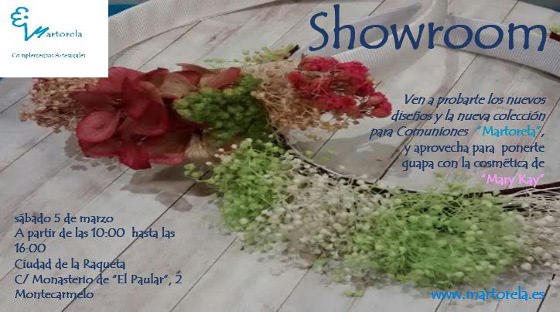 Martorela
Complementos Artesanales
Showroom
Ven a probarte los nuevos
diseños y la nueva colección
para Comuniones "Martorela",
y aprovecha para ponerte
guapa con la cosmética de
"Mary Kay"
sábado 5 de marzo
A partir de las 10:00 hasta las
16:00
Ciudad de la Raqueta
C/ Monasterio de "El Paular", 2
Montecarmelo
www.martorela.es